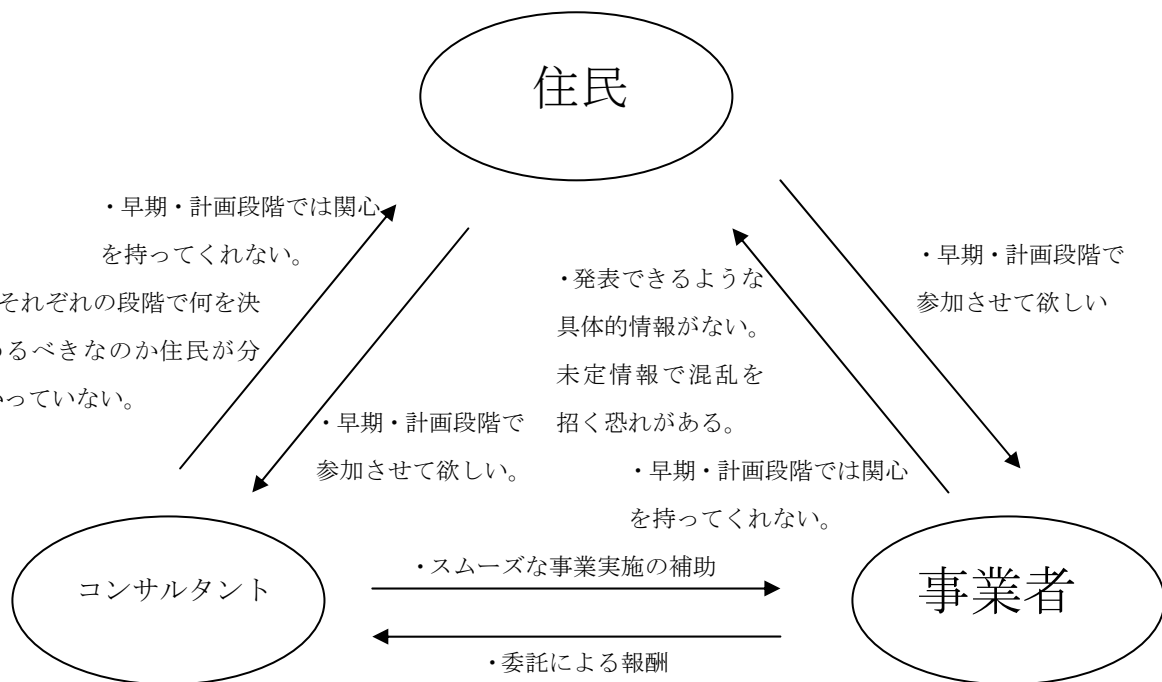 住民
・早期・計画段階では関心
を持ってくれない。
それぞれの段階で何を決
るべきなのか住民が分
っていない。
・早期・計画段階で
参加させて欲しい。
・発表できるような
具体的情報がない。
未定情報で混乱を
招く恐れがある。
・早期・計画段階では関心
を持ってくれない。
・早期・計画段階で
参加させて欲しい
コンサルタント
・スムーズな事業実施の補助
・委託による報酬
事業者